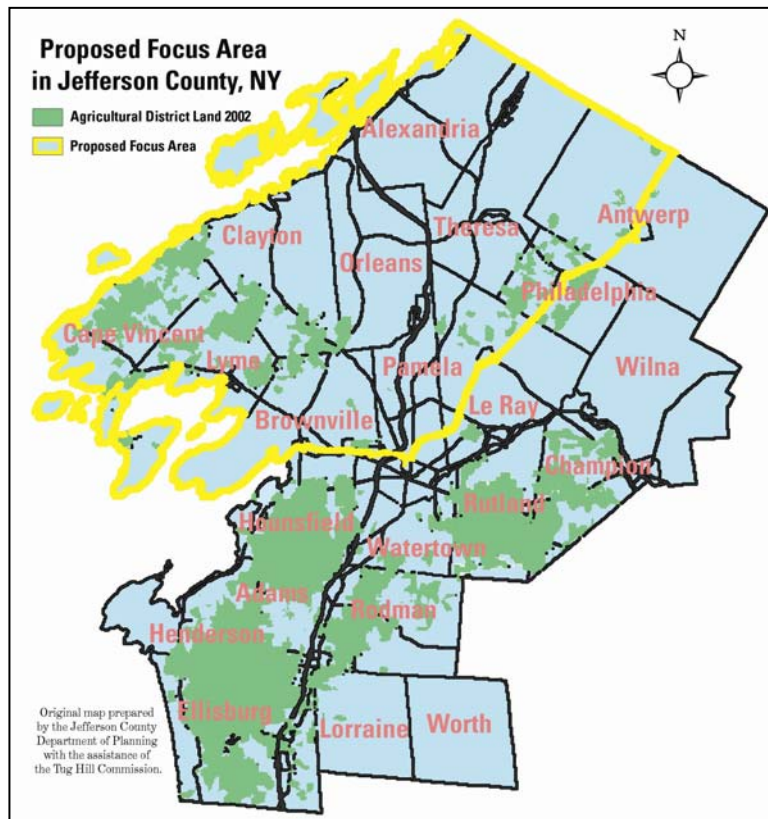 Proposed Focus Area
in Jefferson County, NY
N
Agricultural District Land 2002
Proposed Focus Area
Alexandria
Clayton
Theresa
Antwerp
Orleans
Philadelphia
Cape Vincent
Lyme
Pamela
Wilna
Brownville
Le Ray
Champion
Rutland
Hounsfield
Watertown
Adams
Rodman
Henderson
Ellisburg
Lorraine
Worth
Original map prepared
by the Jefferson County
Department of Planning
with the assistance of
the Tug Hill Commission.